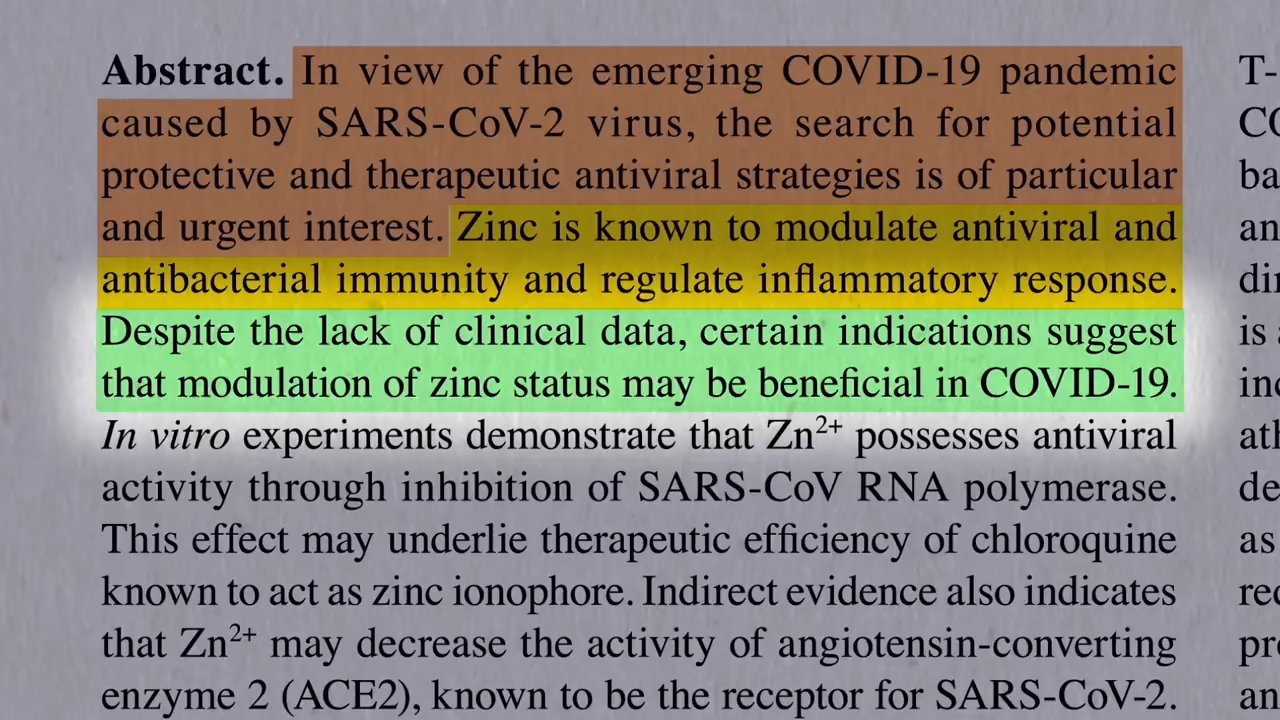 Abstract. In view of the emerging COVID-19 pandemic
caused by SARS-CoV-2 virus, the search for potential
protective and therapeutic antiviral strategies is of particular
and urgent interest. Zinc is known to modulate antiviral and
antibacterial immunity and regulate inflammatory response.
Despite the lack of clinical data, certain indications suggest
that modulation of zinc status may be beneficial in COVID-19.
In vitro experiments demonstrate that Zn²⁺ possesses antiviral
activity through inhibition of SARS-CoV RNA polymerase.
This effect may underlie therapeutic efficiency of chloroquine
known to act as zinc ionophore. Indirect evidence also indicates
that Zn²⁺ may decrease the activity of angiotensin-converting
enzyme 2 (ACE2), known to be the receptor for SARS-CoV-2.